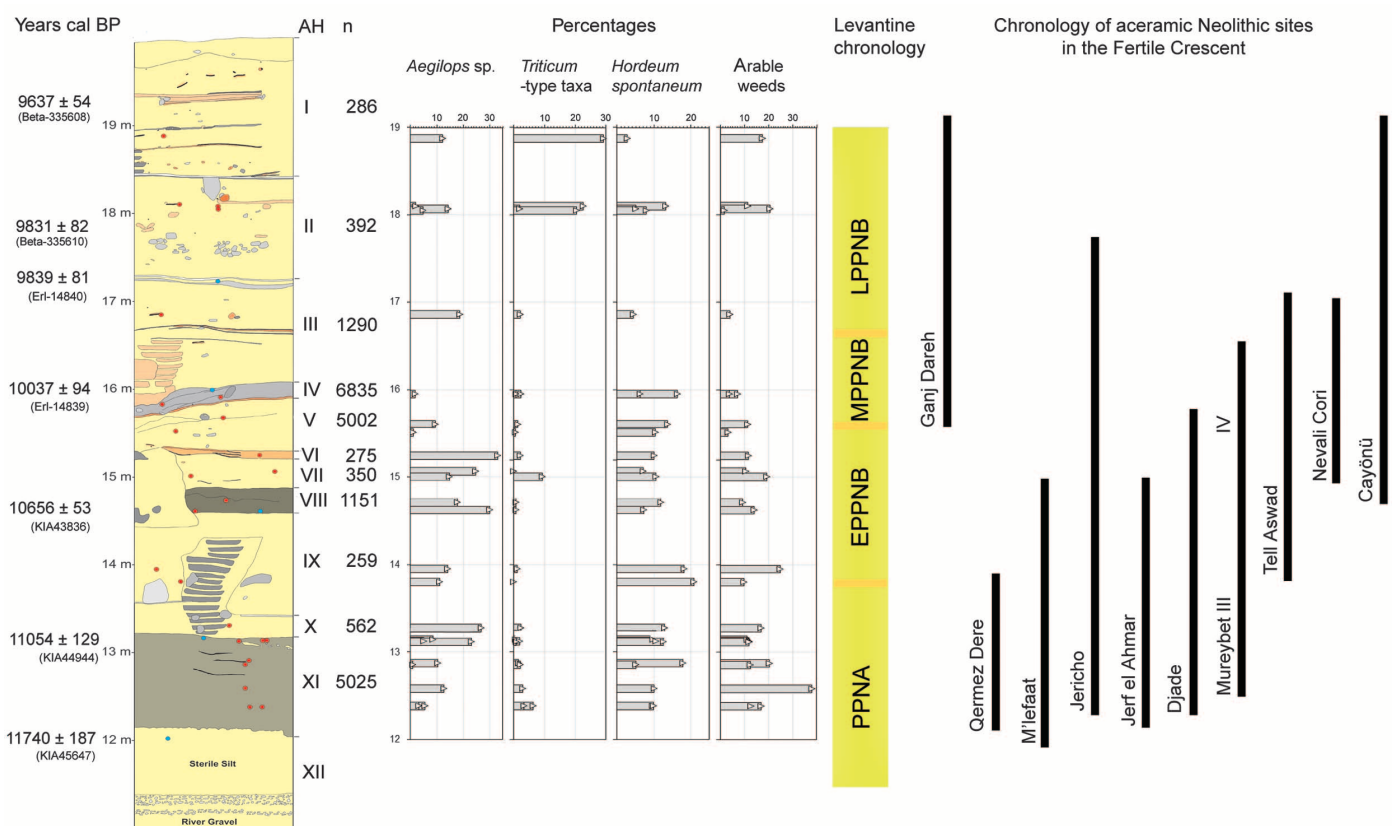 Years cal BP
AH
n
Percentages
Levantine
chronology
Chronology of aceramic Neolithic sites
in the Fertile Crescent
Aegilops sp.
Triticum
-type taxa
Hordeum
spontaneum
Arable
weeds
10 20 30
10 20 30
10 20
10 20 30
9637 ± 54
(Beta-335608)
9831 ± 82
(Beta-335610)
9839 ± 81
(Erl-14840)
10037 ± 94
(Erl-14839)
10656 ± 53
(KIA43836)
11054 ± 129
(KIA44944)
11740 ± 187
(KIA45647)
19 m
18 m
17 m
16 m
15 m
14 m
13 m
12 m
Sterile Silt
River Gravel
I 286
II 392
III 1290
IV 6835
V 5002
VI 275
VII 350
VIII 1151
IX 259
X 562
XI 5025
XII
19
18
17
16
15
14
13
12
LPPNB
MPPNB
EPPNB
PPNA
Ganj Dareh
Qermez Dere
M'lefaat
Jericho
Jerf el Ahmar
Djade
Mureybet III
IV
Tell Aswad
Nevali Cori
Cayönü